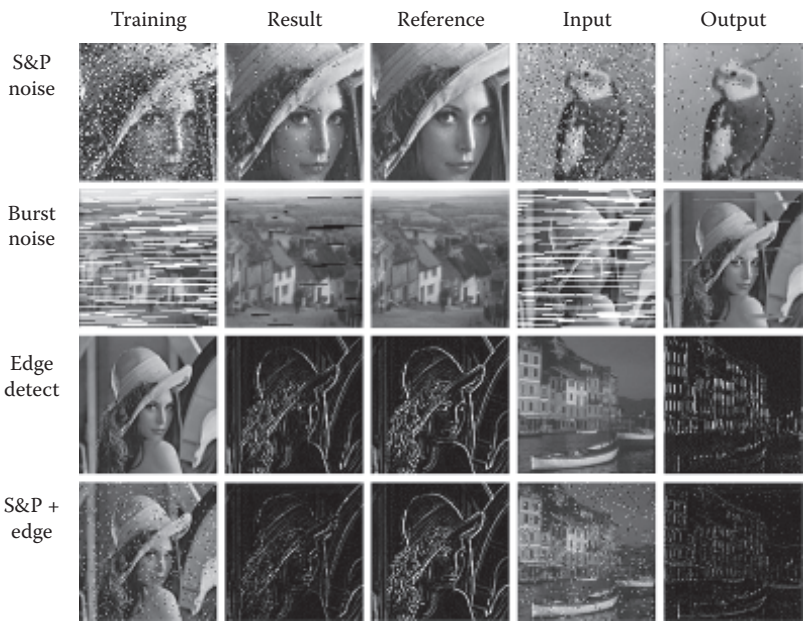 Training Result Reference Input Output
S&P
noise
Burst
noise
Edge
detect
S&P +
edge